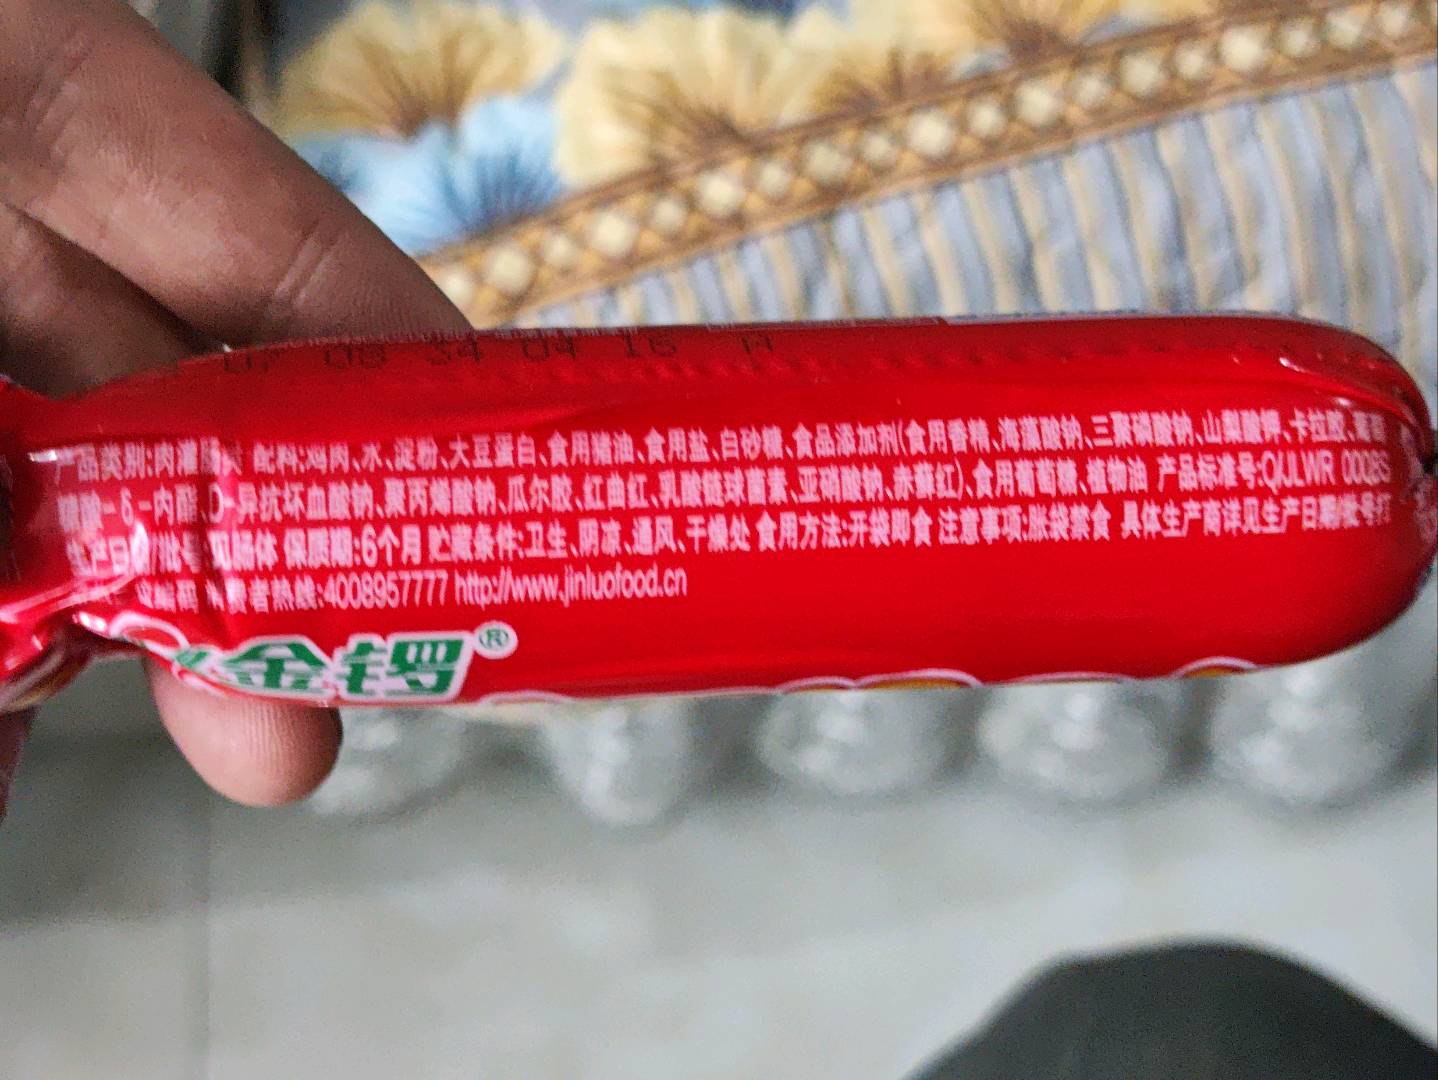 07 08 34 04 16
产品类别:肉灌 配料:鸡肉、水、淀粉、大豆蛋白、食用猪油、食用盐、白砂糖、食品添加剂(食用香精、海藻酸钠、三聚磷酸钠、山梨酸钾、卡拉胶、葡萄
糖酸-δ-内酯、D-异抗坏血酸钠、聚丙烯酸钠、瓜尔胶、红曲红、乳酸链球菌素、亚硝酸钠、赤藓红)、食用葡萄糖、植物油 产品标准号:Q/JLWR 0008S
生产日期/批号:见肠体 保质期:6个月 贮藏条件:卫生、阴凉、通风、干燥处 食用方法:开袋即食 注意事项:胀袋禁食 具体生产商详见生产日期/批号打
费者热线:4008957777 http://www.jinluofood.cn
金锣®